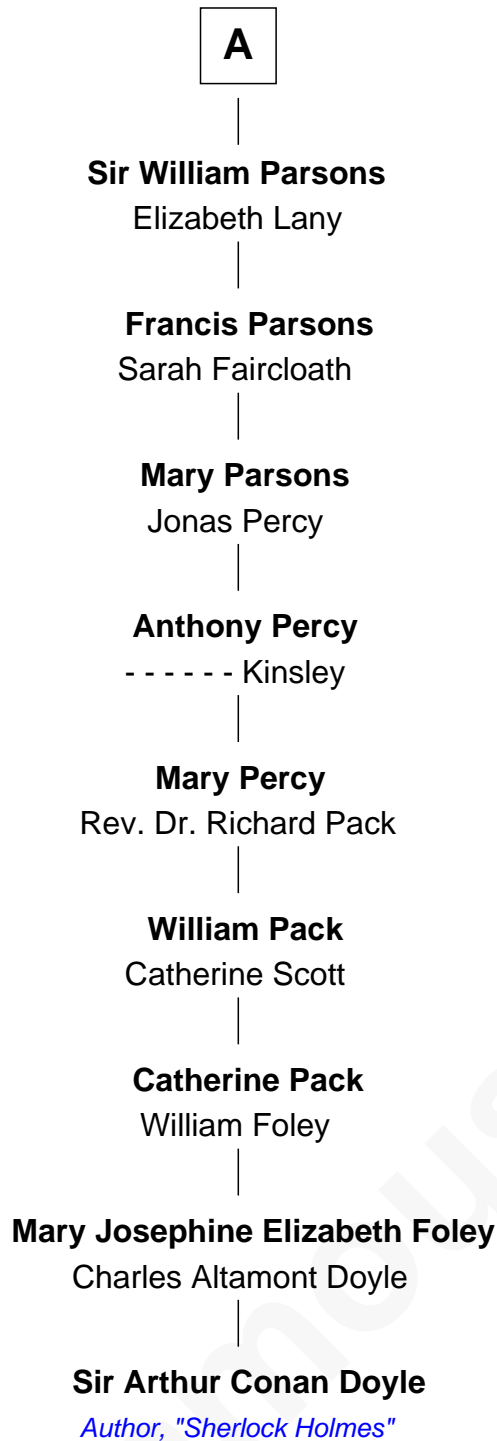 A
Sir William Parsons
Elizabeth Lany
Francis Parsons
Sarah Faircloath
Mary Parsons
Jonas Percy
Anthony Percy
- - - - - - Kinsley
Mary Percy
Rev. Dr. Richard Pack
William Pack
Catherine Scott
Catherine Pack
William Foley
Mary Josephine Elizabeth Foley
Charles Altamont Doyle
Sir Arthur Conan Doyle
Author, "Sherlock Holmes"